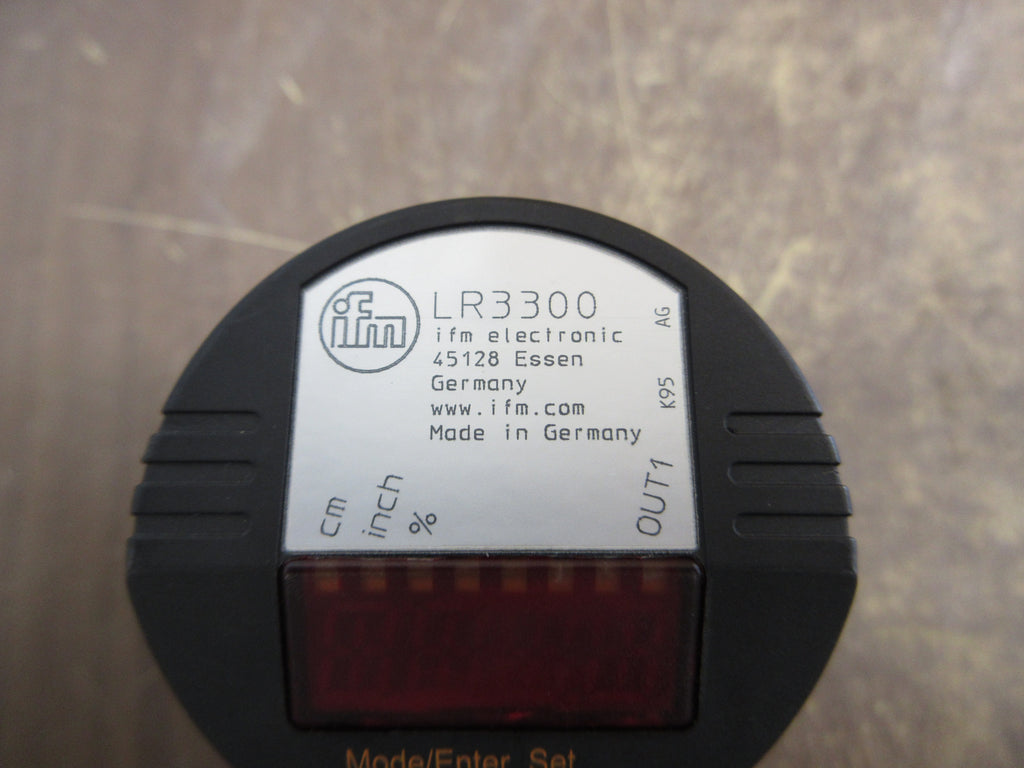 ifm
LR3300
ifm electronic
45128 Essen
Germany
www.ifm.com
Made in Germany
AG
K95
cm
inch
%
OUT1
Mode/Enter Set